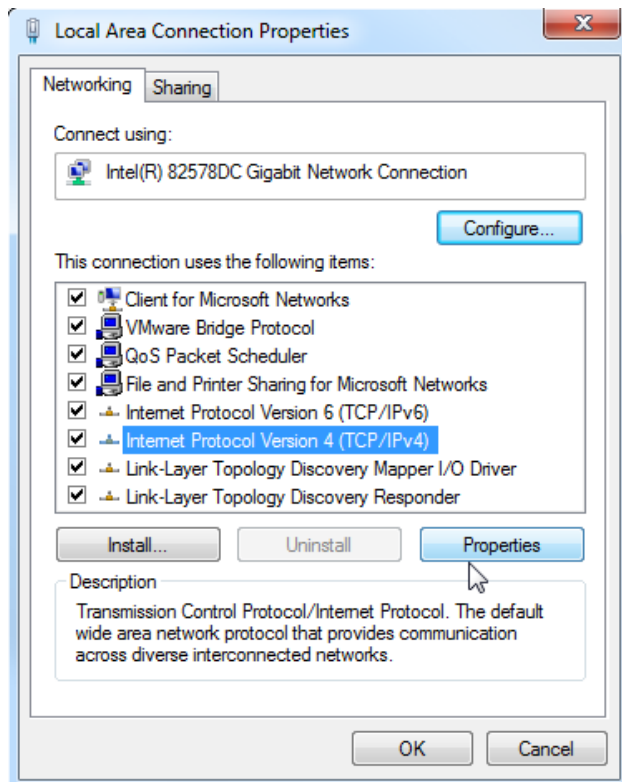 Local Area Connection Properties
Networking
Sharing
Connect using:
Intel(R) 82578DC Gigabit Network Connection
Configure...
This connection uses the following items:
Client for Microsoft Networks
VMware Bridge Protocol
QoS Packet Scheduler
File and Printer Sharing for Microsoft Networks
Internet Protocol Version 6 (TCP/IPv6)
Internet Protocol Version 4 (TCP/IPv4)
Link-Layer Topology Discovery Mapper I/O Driver
Link-Layer Topology Discovery Responder
Install...
Uninstall
Properties
Description
Transmission Control Protocol/Internet Protocol. The default
wide area network protocol that provides communication
across diverse interconnected networks.
OK
Cancel